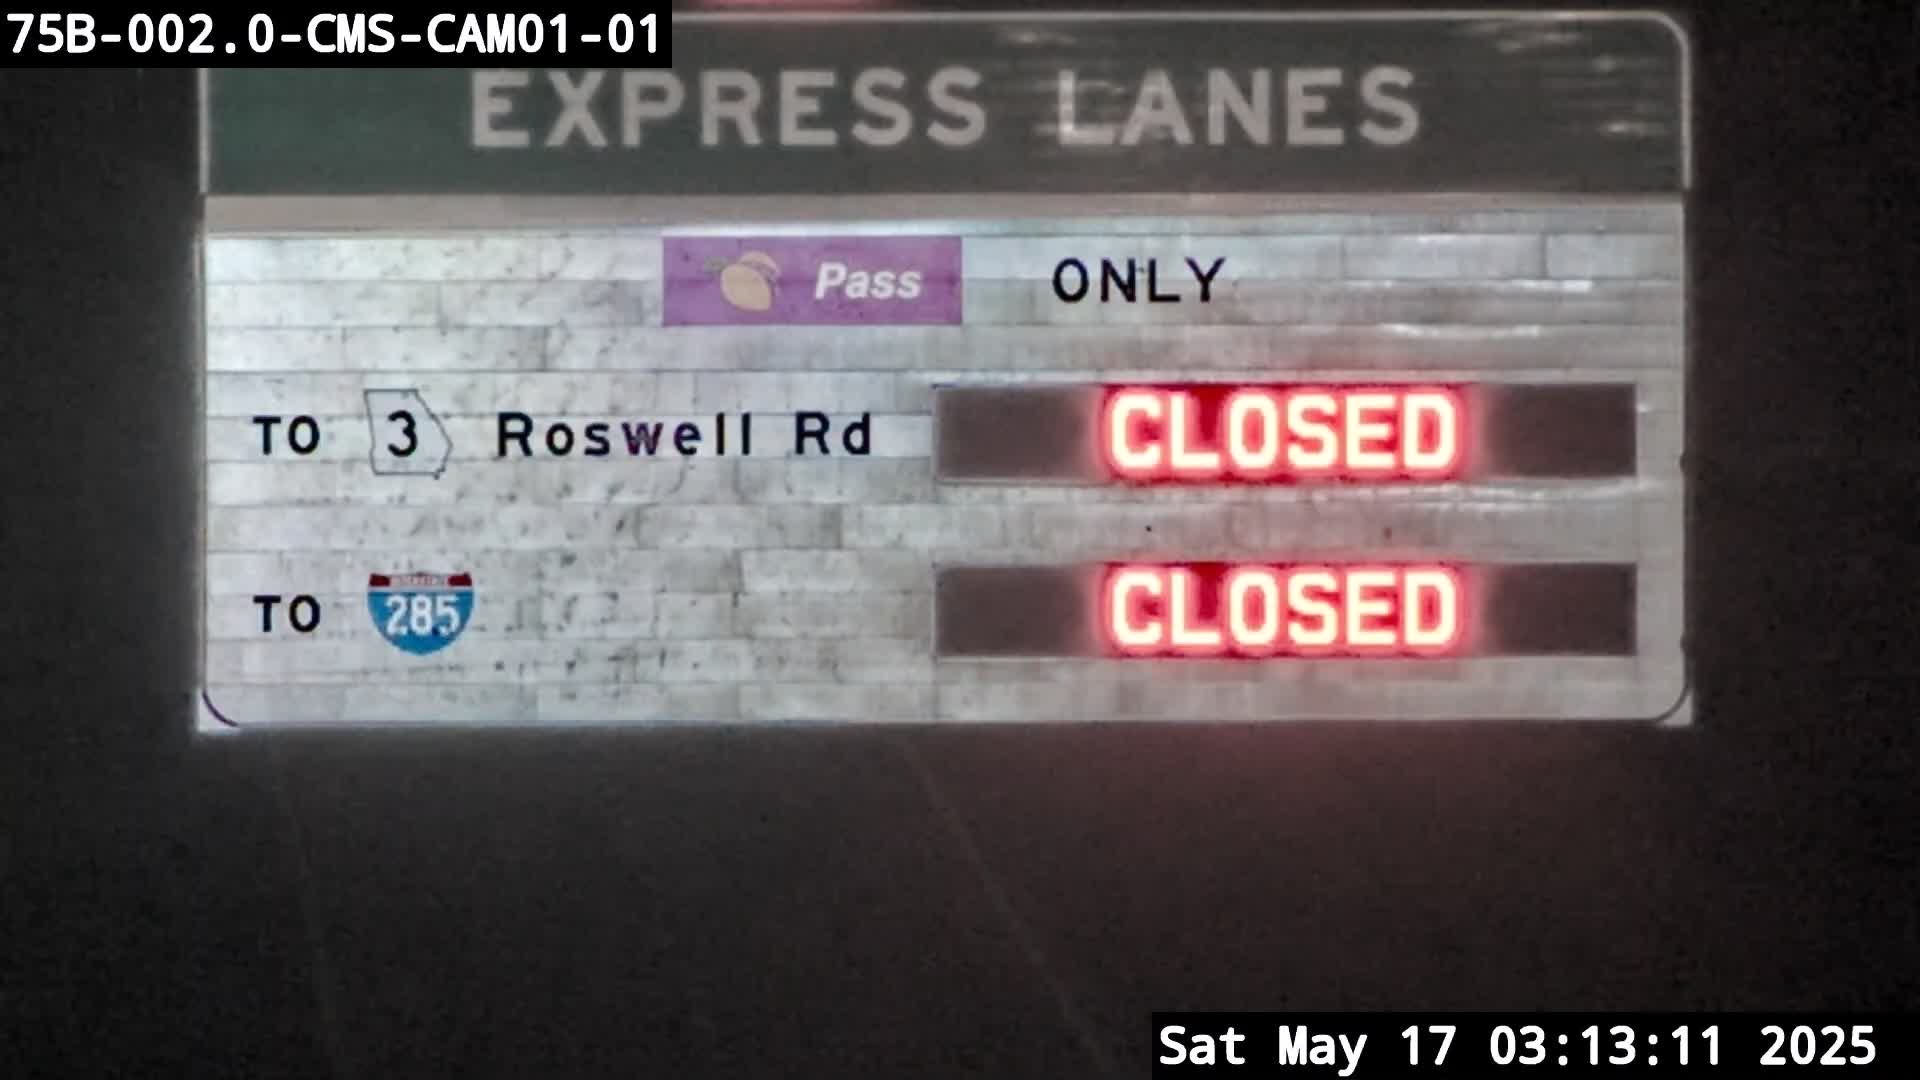 75B-002.0-CMS-CAM01-01
EXPRESS LANES
Pass ONLY
TO 3 Roswell Rd CLOSED
TO 285 CLOSED
Sat May 17 03:13:11 2025